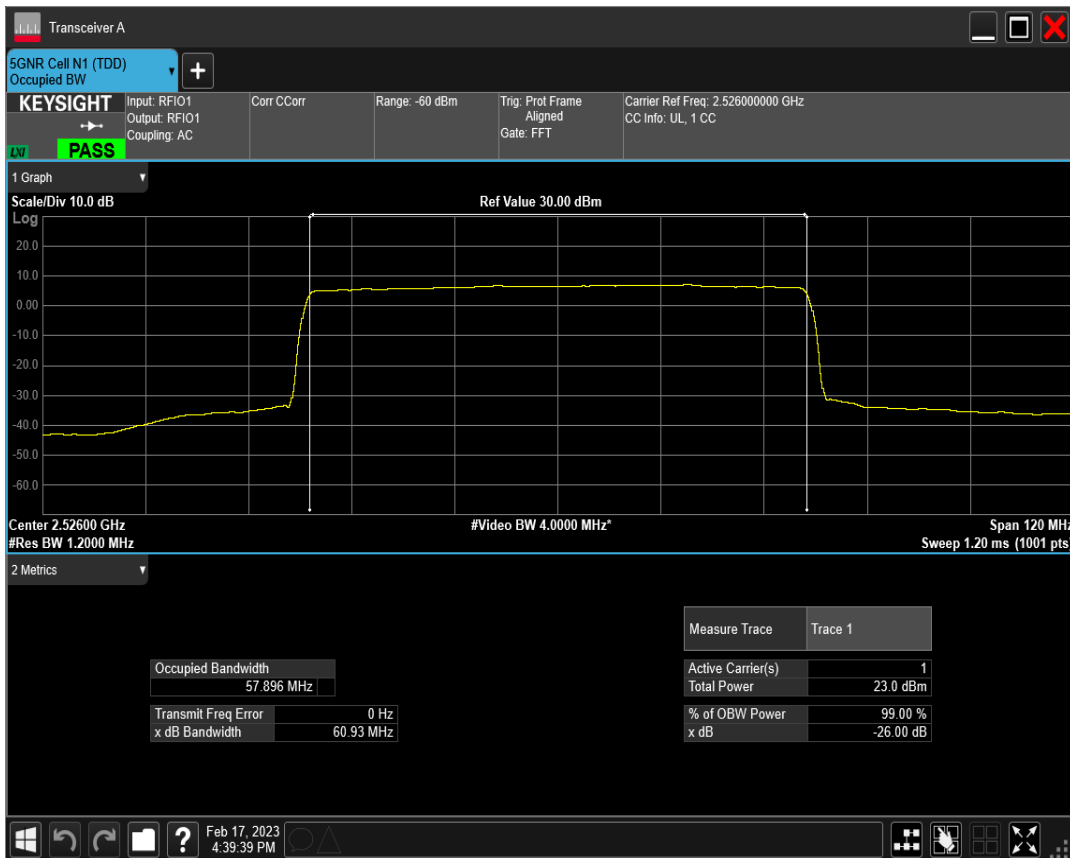 Transceiver A
5GNR Cell N1 (TDD)
Occupied BW
KEYSIGHT
LXI
PASS
Input: RFIO1
Output: RFIO1
Coupling: AC
Corr CCorr
Range: -60 dBm
Trig: Prot Frame
Aligned
Gate: FFT
Carrier Ref Freq: 2.526000000 GHz
CC Info: UL, 1 CC
1 Graph
Scale/Div 10.0 dB
Ref Value 30.00 dBm
Log
20.0
10.0
0.00
-10.0
-20.0
-30.0
-40.0
-50.0
-60.0
Center 2.52600 GHz
#Video BW 4.0000 MHz*
Span 120 MHz
#Res BW 1.2000 MHz
Sweep 1.20 ms (1001 pts)
2 Metrics
Measure Trace Trace 1
Occupied Bandwidth
57.896 MHz
Active Carrier(s) 1
Total Power 23.0 dBm
Transmit Freq Error 0 Hz
x dB Bandwidth 60.93 MHz
% of OBW Power 99.00 %
x dB -26.00 dB
?
Feb 17, 2023
4:39:39 PM